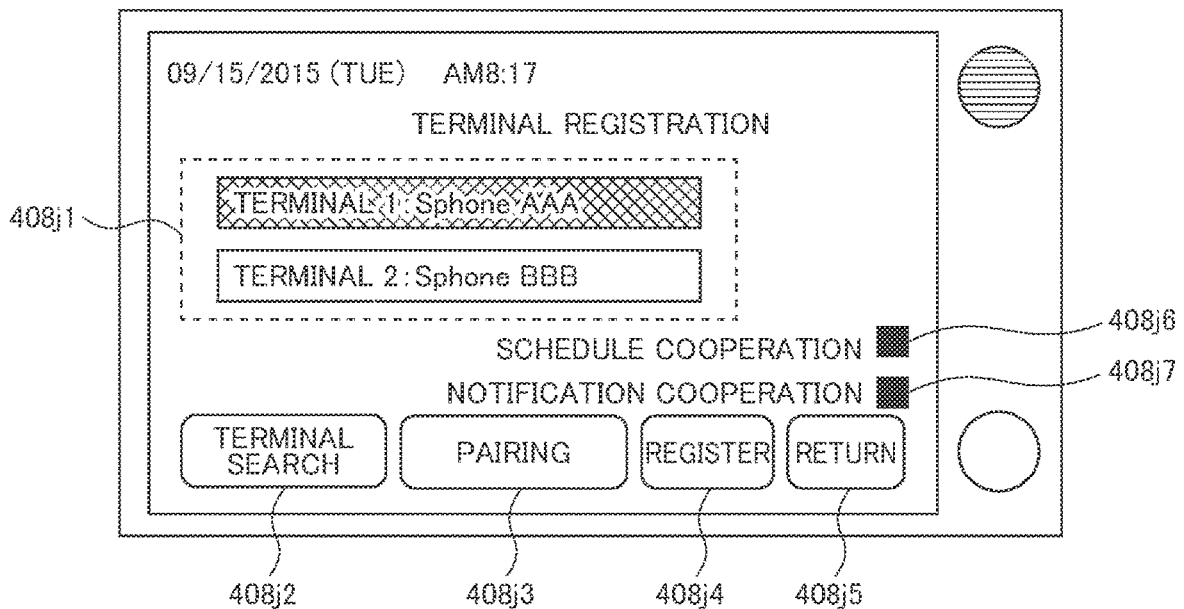 09/15/2015 (TUE) AM8:17
TERMINAL REGISTRATION
408j1
TERMINAL 1:Sphone AAA
TERMINAL 2:Sphone BBB
SCHEDULE COOPERATION
408j6
NOTIFICATION COOPERATION
408j7
TERMINAL
SEARCH
PAIRING
REGISTER
RETURN
408j2
408j3
408j4
408j5